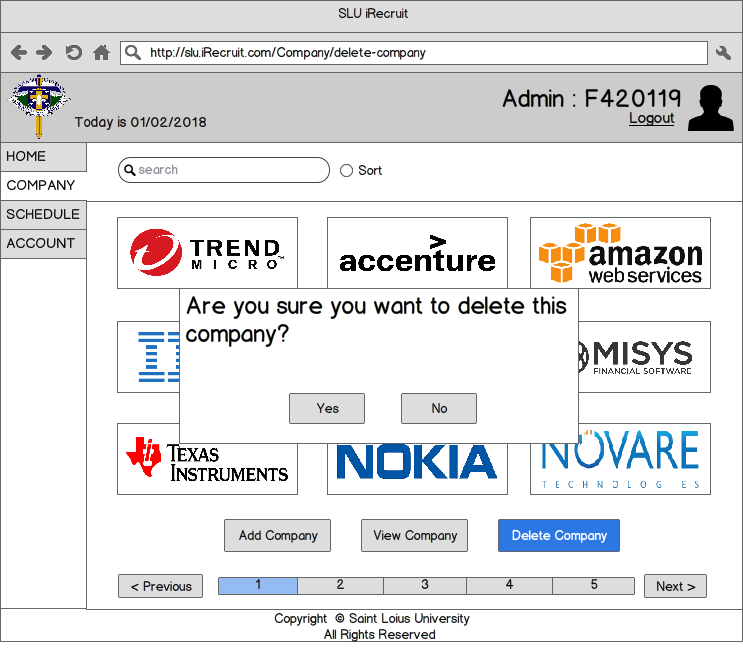 SLU iRecruit
http://slu.iRecruit.com/Company/delete-company
Admin : F420119
Logout
Today is 01/02/2018
HOME
COMPANY
SCHEDULE
ACCOUNT
search
Sort
TREND
MICRO
accenture
amazon
web services
Are you sure you want to delete this
company?
Yes
No
MISYS
FINANCIAL SOFTWARE
TEXAS
INSTRUMENTS
NOKIA
NOVARE
TECHNOLOGIES
Add Company
View Company
Delete Company
< Previous
1
2
3
4
5
Next >
Copyright © Saint Loius University
All Rights Reserved